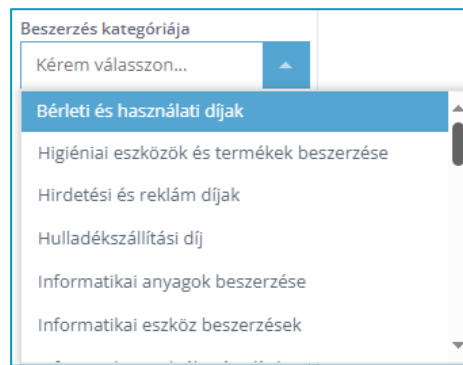 Beszerzés kategóriája
Kérem válasszon...
Bérleti és használati díjak
Higiéniai eszközök és termékek beszerzése
Hirdetési és reklám díjak
Hulladékszállítási díj
Informatikai anyagok beszerzése
Informatikai eszköz beszerzések